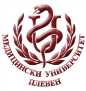 МЕДИЦИНСКИ УНИВЕРСИТЕТ
ПЛЕВЕН